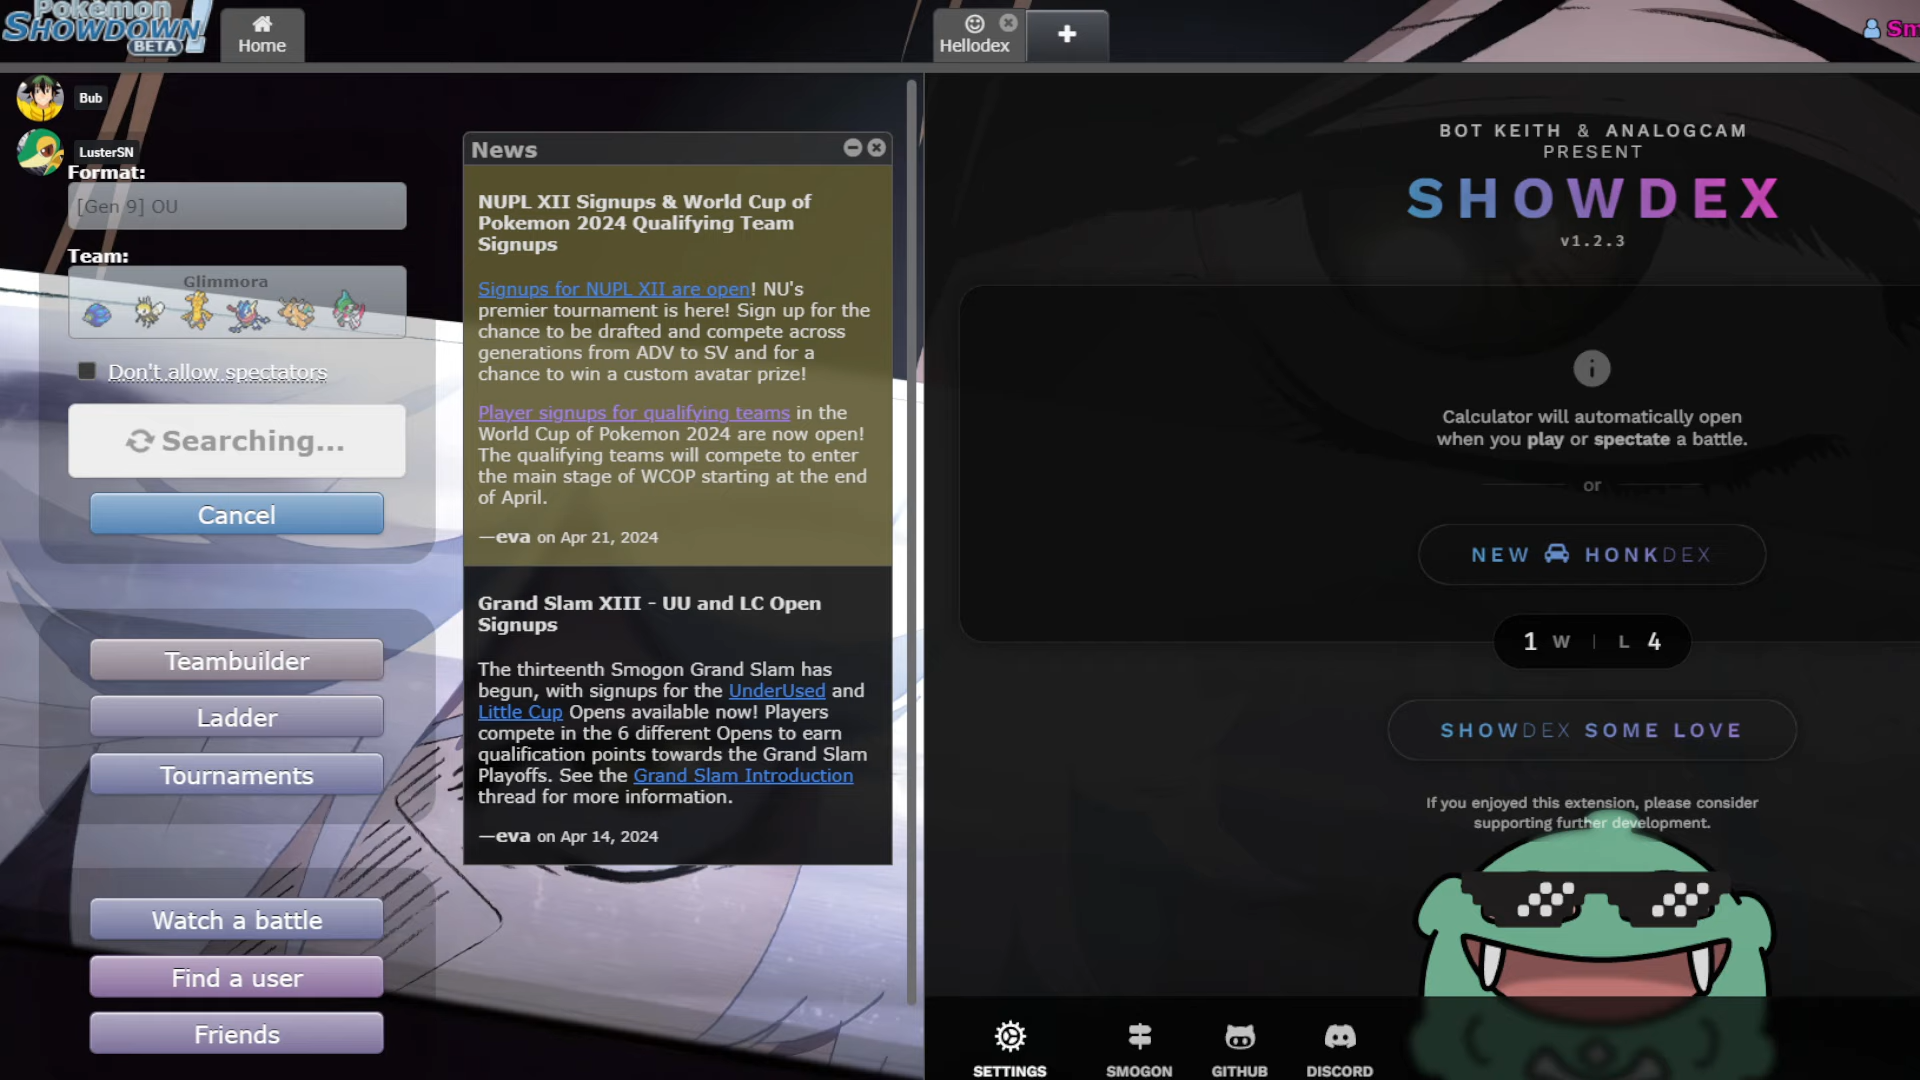 Pokémon
SHOWDOWN!
BETA
Home
Hellodex
Sm
Bub
LusterSN
Format:
[Gen 9] OU
Team:
Glimmora
Don't allow spectators
Searching...
Cancel
Teambuilder
Ladder
Tournaments
Watch a battle
Find a user
Friends
News
NUPL XII Signups & World Cup of
Pokemon 2024 Qualifying Team
Signups
Signups for NUPL XII are open! NU's
premier tournament is here! Sign up for the
chance to be drafted and compete across
generations from ADV to SV and for a
chance to win a custom avatar prize!
Player signups for qualifying teams in the
World Cup of Pokemon 2024 are now open!
The qualifying teams will compete to enter
the main stage of WCOP starting at the end
of April.
—eva on Apr 21, 2024
Grand Slam XIII - UU and LC Open
Signups
The thirteenth Smogon Grand Slam has
begun, with signups for the UnderUsed and
Little Cup Opens available now! Players
compete in the 6 different Opens to earn
qualification points towards the Grand Slam
Playoffs. See the Grand Slam Introduction
thread for more information.
—eva on Apr 14, 2024
BOT KEITH & ANALOGCAM
PRESENT
SHOWDEX
v1.2.3
Calculator will automatically open
when you play or spectate a battle.
or
NEW HONKDEX
1 W | L 4
SHOWDEX SOME LOVE
If you enjoyed this extension, please consider
supporting further development.
SETTINGS
SMOGON
GITHUB
DISCORD